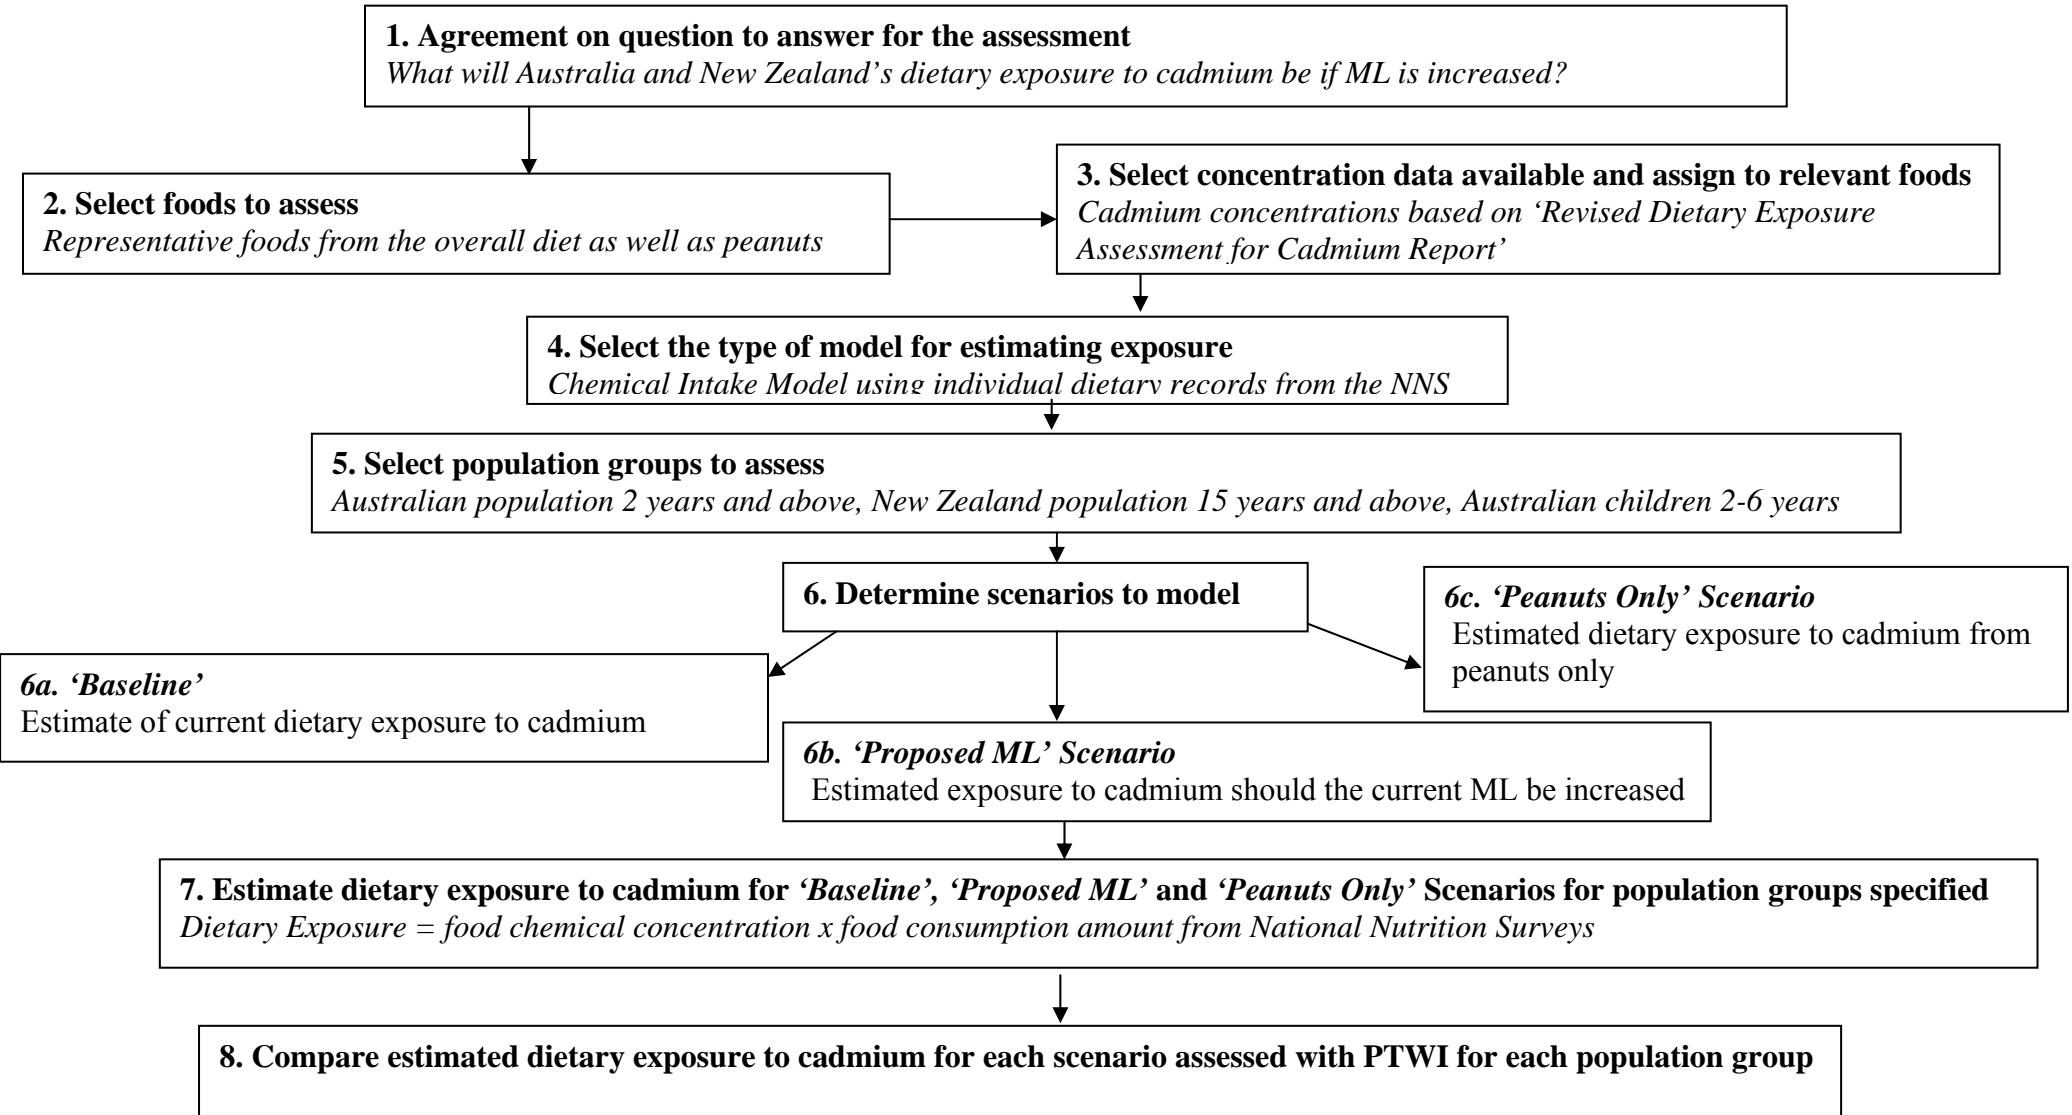 1. Agreement on question to answer for the assessment
What will Australia and New Zealand’s dietary exposure to cadmium be if ML is increased?
2. Select foods to assess
Representative foods from the overall diet as well as peanuts
3. Select concentration data available and assign to relevant foods
Cadmium concentrations based on ‘Revised Dietary Exposure
Assessment for Cadmium Report’
4. Select the type of model for estimating exposure
Chemical Intake Model using individual dietary records from the NNS
5. Select population groups to assess
Australian population 2 years and above, New Zealand population 15 years and above, Australian children 2-6 years
6. Determine scenarios to model
6a. ‘Baseline’
Estimate of current dietary exposure to cadmium
6b. ‘Proposed ML’ Scenario
Estimated exposure to cadmium should the current ML be increased
6c. ‘Peanuts Only’ Scenario
Estimated dietary exposure to cadmium from
peanuts only
7. Estimate dietary exposure to cadmium for ‘Baseline’, ‘Proposed ML’ and ‘Peanuts Only’ Scenarios for population groups specified
Dietary Exposure = food chemical concentration x food consumption amount from National Nutrition Surveys
8. Compare estimated dietary exposure to cadmium for each scenario assessed with PTWI for each population group